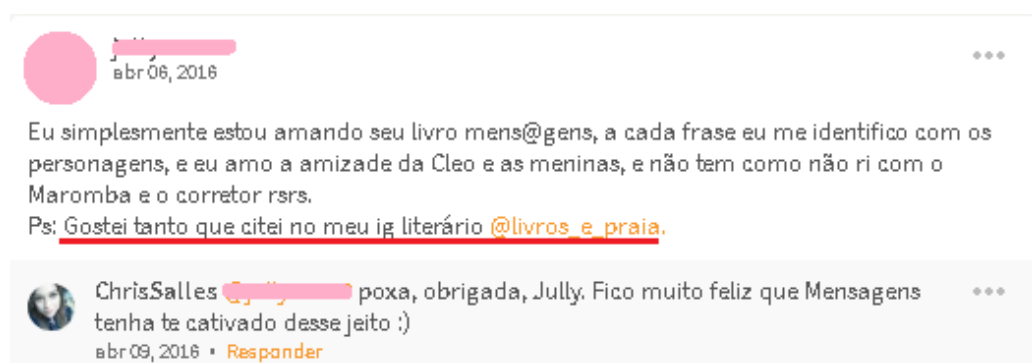 abr 06, 2016
Eu simplesmente estou amando seu livro mens@gens, a cada frase eu me identifico com os
personagens, e eu amo a amizade da Cleo e as meninas, e não tem como não ri com o
Maromba e o corretor rsrs.
Ps: Gostei tanto que citei no meu ig literário @livros_e_praia.
ChrisSalles poxa, obrigada, Jully. Fico muito feliz que Mensagens
tenha te cativado desse jeito :)
abr 09, 2016 • Responder